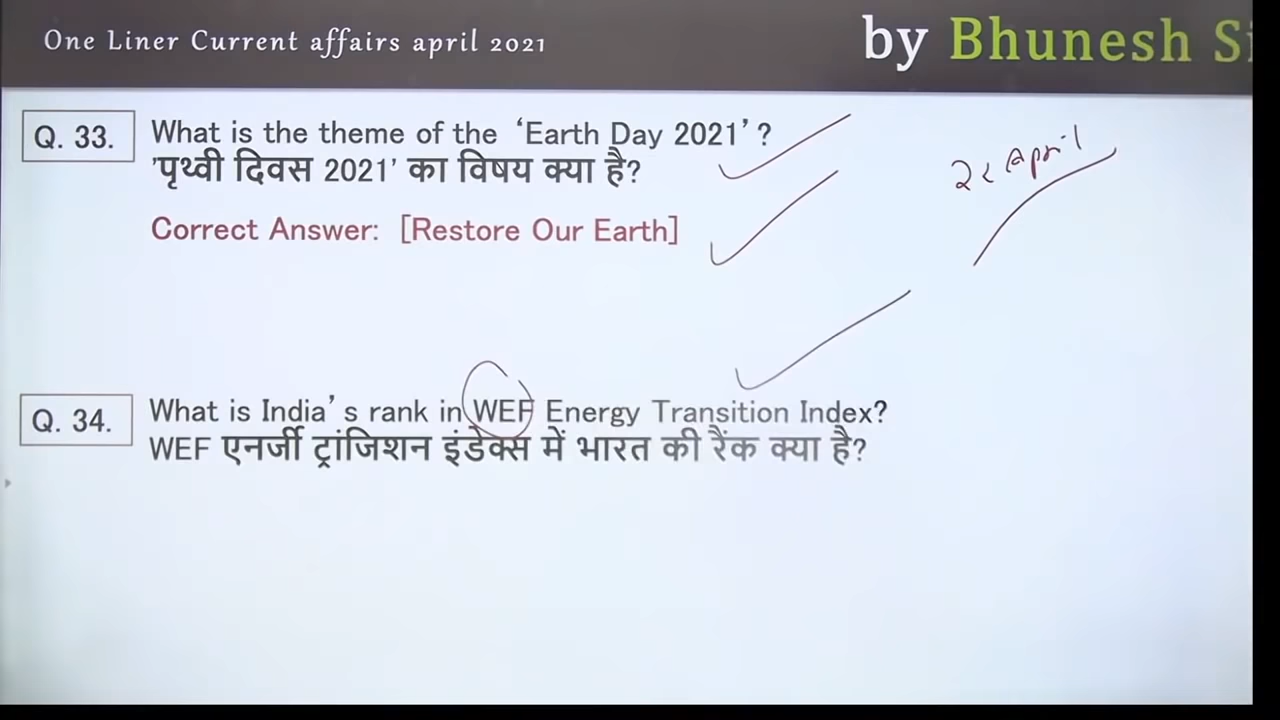 One Liner Current affairs april 2021
by Bhunesh
Q. 33.
What is the theme of the ‘Earth Day 2021’?
'पृथ्वी दिवस 2021' का विषय क्या है?
Correct Answer: [Restore Our Earth]
April
Q. 34.
What is India’s rank in WEF Energy Transition Index?
WEF एनर्जी ट्रांजिशन इंडेक्स में भारत की रैंक क्या है?